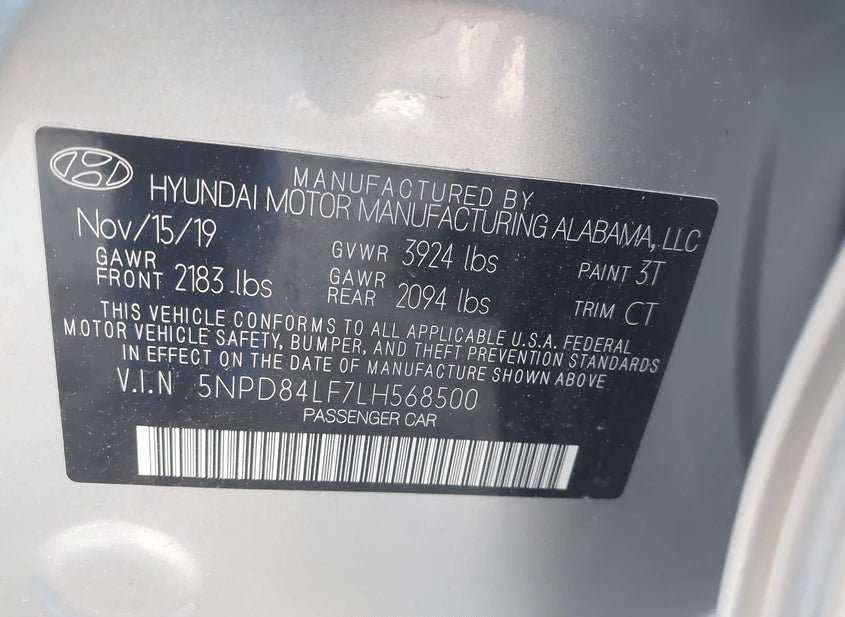 MANUFACTURED BY
HYUNDAI MOTOR MANUFACTURING ALABAMA, LLC
Nov/15/19 GVWR 3924 lbs PAINT 3T
GAWR FRONT 2183 lbs GAWR REAR 2094 lbs TRIM CT
THIS VEHICLE CONFORMS TO ALL APPLICABLE U.S.A. FEDERAL
MOTOR VEHICLE SAFETY, BUMPER, AND THEFT PREVENTION STANDARDS
IN EFFECT ON THE DATE OF MANUFACTURE SHOWN ABOVE.
V.I.N 5NPD84LF7LH568500
PASSENGER CAR